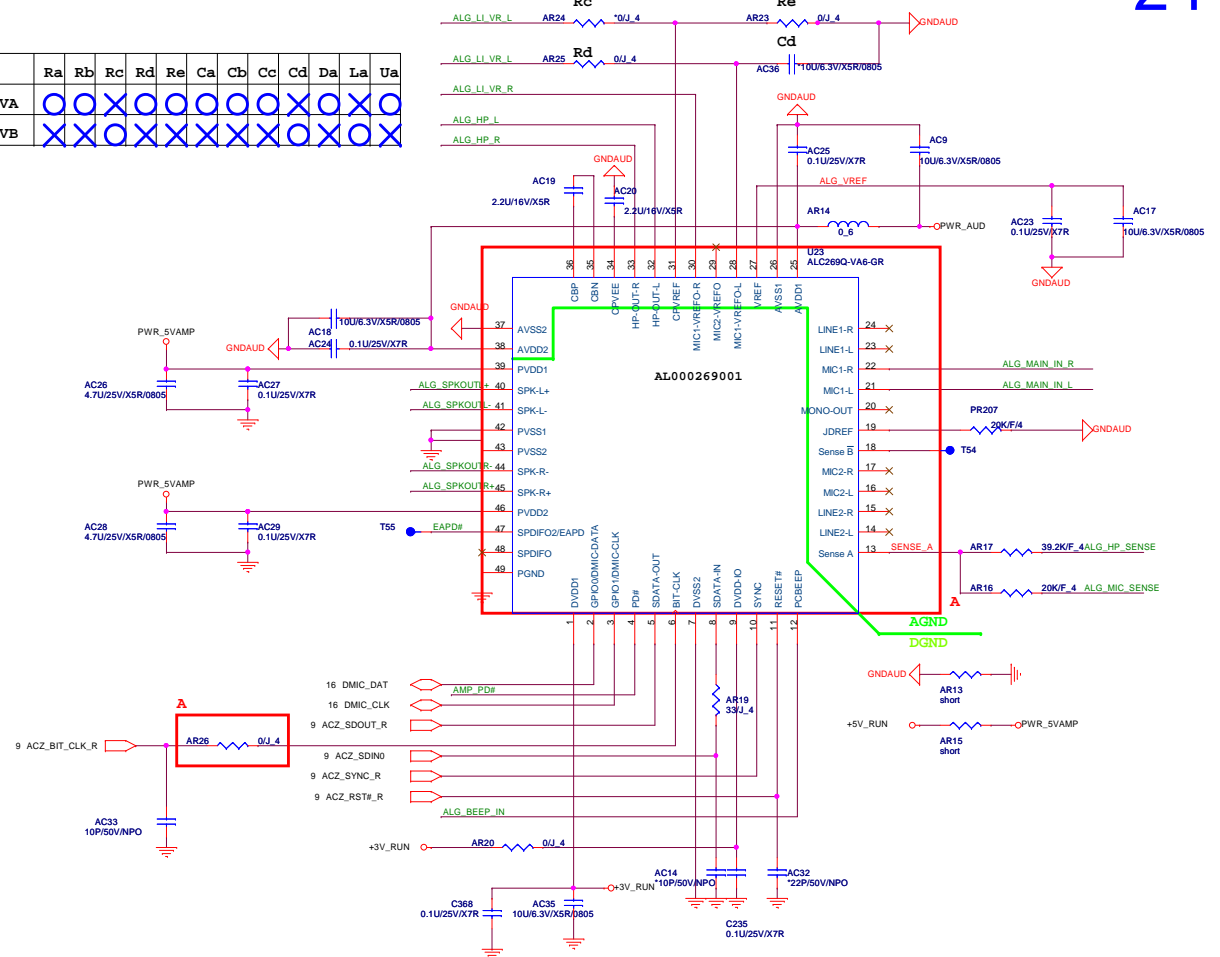 Rc
Re
ALG_LI_VR_L
AR24
*0/J_4
AR23
0/J_4
GNDAUD
Ra Rb Rc Rd Re Ca Cb Cc Cd Da La Ua
VA
VB
ALG_LI_VR_L
AR25
Rd
0/J_4
Cd
AC36
*10U/6.3V/X5R/0805
ALG_LI_VR_R
ALG_HP_L
ALG_HP_R
GNDAUD
AC25
0.1U/25V/X7R
AC9
10U/6.3V/X5R/0805
GNDAUD
AC19
2.2U/16V/X5R
AC20
2.2U/16V/X5R
ALG_VREF
AR14
0_6
PWR_AUD
AC23
0.1U/25V/X7R
AC17
10U/6.3V/X5R/0805
GNDAUD
U23
ALC269Q-VA6-GR
36 35 34 33 32 31 30 29 28 27 26 25
CBP
CBN
CPVEE
HP-OUT-R
HP-OUT-L
CPVREF
MIC1-VREFO-R
MIC2-VREFO
MIC1-VREFO-L
VREF
AVSS1
AVDD1
AL000269001
GNDAUD
10U/6.3V/X5R/0805
AC18
AC24
0.1U/25V/X7R
GNDAUD
PWR_5VAMP
AC26
4.7U/25V/X5R/0805
AC27
0.1U/25V/X7R
ALG_SPKOUTL+
ALG_SPKOUTL-
ALG_SPKOUTR-
ALG_SPKOUTR+
PWR_5VAMP
AC28
4.7U/25V/X5R/0805
AC29
0.1U/25V/X7R
T55
EAPD#
37 AVSS2
38 AVDD2
39 PVDD1
40 SPK-L+
41 SPK-L-
42 PVSS1
43 PVSS2
44 SPK-R-
45 SPK-R+
46 PVDD2
47 SPDIFO2/EAPD
48 SPDIFO
49 PGND
LINE1-R 24
LINE1-L 23
MIC1-R 22
MIC1-L 21
MONO-OUT 20
JDREF 19
Sense B 18
MIC2-R 17
MIC2-L 16
LINE2-R 15
LINE2-L 14
Sense A 13
ALG_MAIN_IN_R
ALG_MAIN_IN_L
PR207
20K/F/4
GNDAUD
T54
SENSE_A
AR17
39.2K/F_4
ALG_HP_SENSE
AR16
20K/F_4
ALG_MIC_SENSE
DVDD1
GPIO0/DMIC-DATA
GPIO1/DMIC-CLK
PD#
SDATA-OUT
BIT-CLK
DVSS2
SDATA-IN
DVDD-IO
SYNC
RESET#
PCBEEP
1 2 3 4 5 6 7 8 9 10 11 12
A
AGND
DGND
GNDAUD
AR13
short
+5V_RUN
AR15
short
PWR_5VAMP
16 DMIC_DAT
AMP_PD#
16 DMIC_CLK
9 ACZ_SDOUT_R
AR19
33/J_4
A
9 ACZ_BIT_CLK_R
AR26
0/J_4
9 ACZ_SDIN0
9 ACZ_SYNC_R
9 ACZ_RST#_R
ALG_BEEP_IN
AC33
10P/50V/NPO
+3V_RUN
AR20
0/J_4
+3V_RUN
AC14
*10P/50V/NPO
AC32
*22P/50V/NPO
C368
0.1U/25V/X7R
AC35
10U/6.3V/X5R/0805
C235
0.1U/25V/X7R